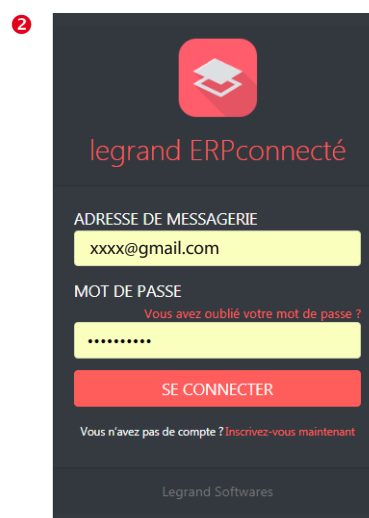 2
legrand ERPconnecté
ADRESSE DE MESSAGERIE
xxxx@gmail.com
MOT DE PASSE
Vous avez oublié votre mot de passe ?
••••••••••
SE CONNECTER
Vous n'avez pas de compte ? Inscrivez-vous maintenant
Legrand Softwares